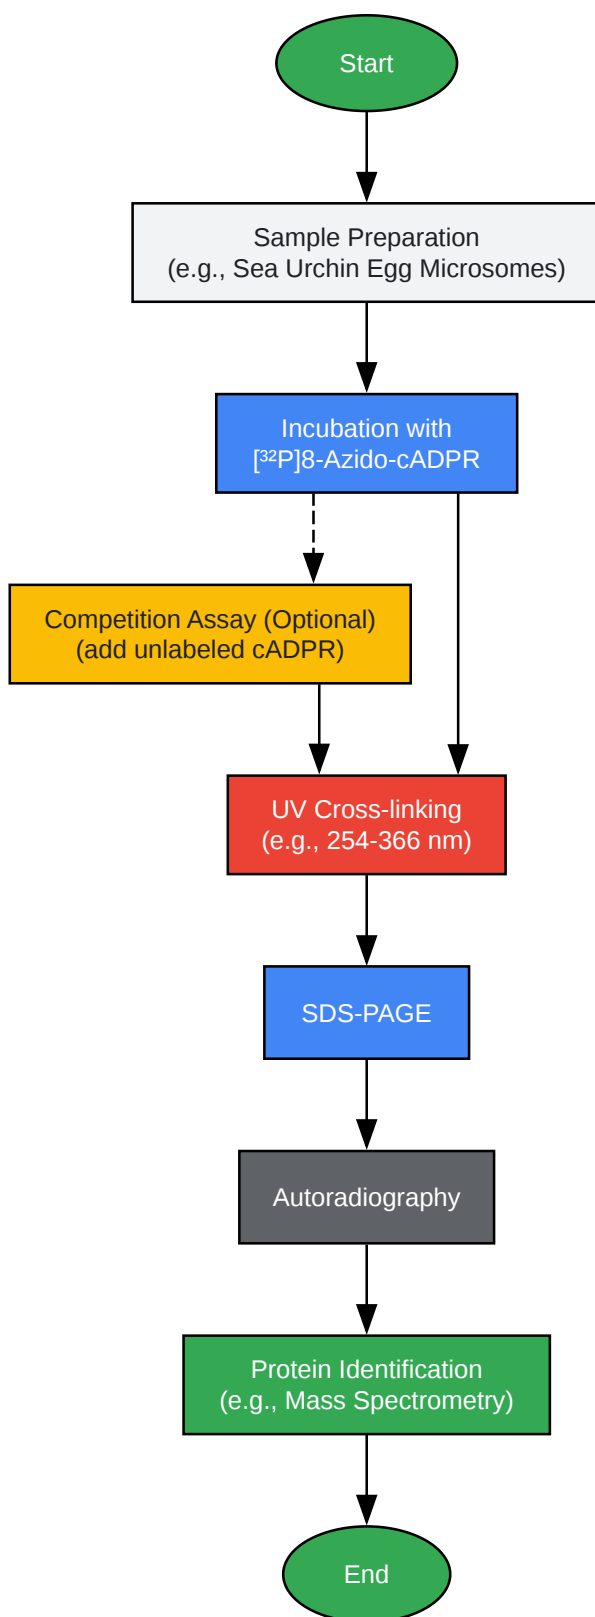 Start
Sample Preparation
(e.g., Sea Urchin Egg Microsomes)
Incubation with
[³²P]8-Azido-cADPR
Competition Assay (Optional)
(add unlabeled cADPR)
UV Cross-linking
(e.g., 254-366 nm)
SDS-PAGE
Autoradiography
Protein Identification
(e.g., Mass Spectrometry)
End